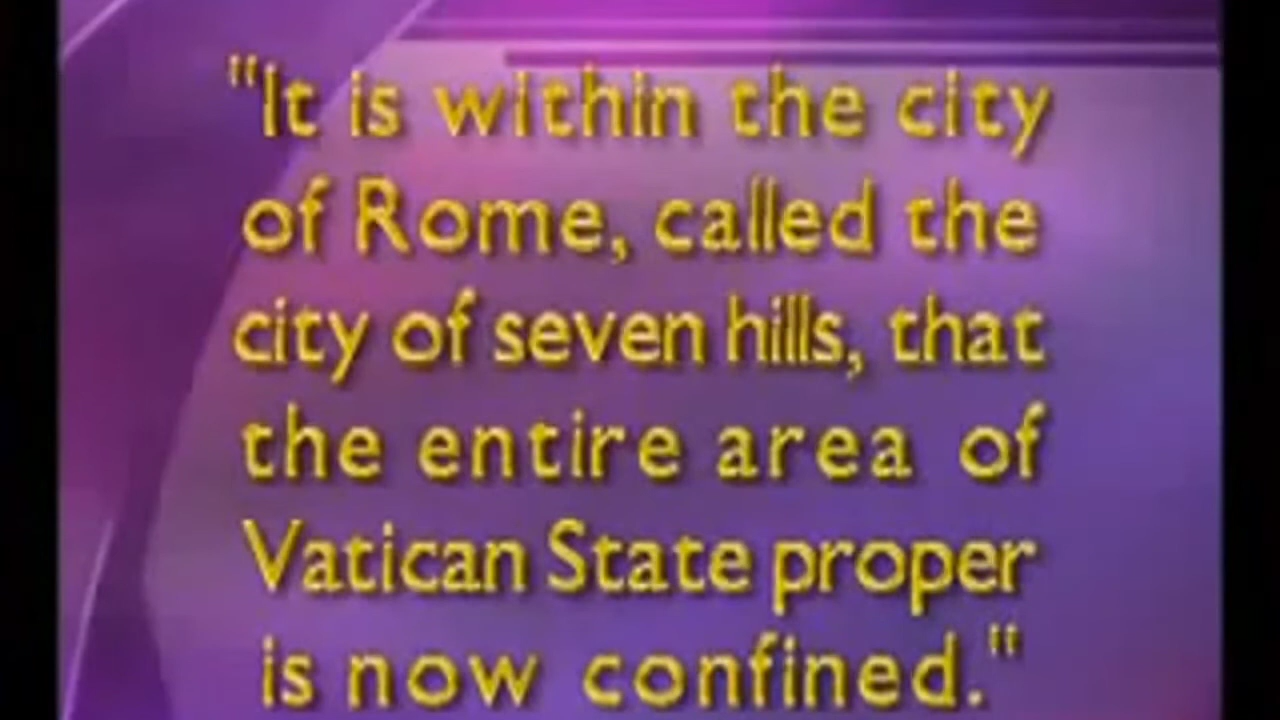 "It is within the city
of Rome, called the
city of seven hills, that
the entire area of
Vatican State proper
is now confined."